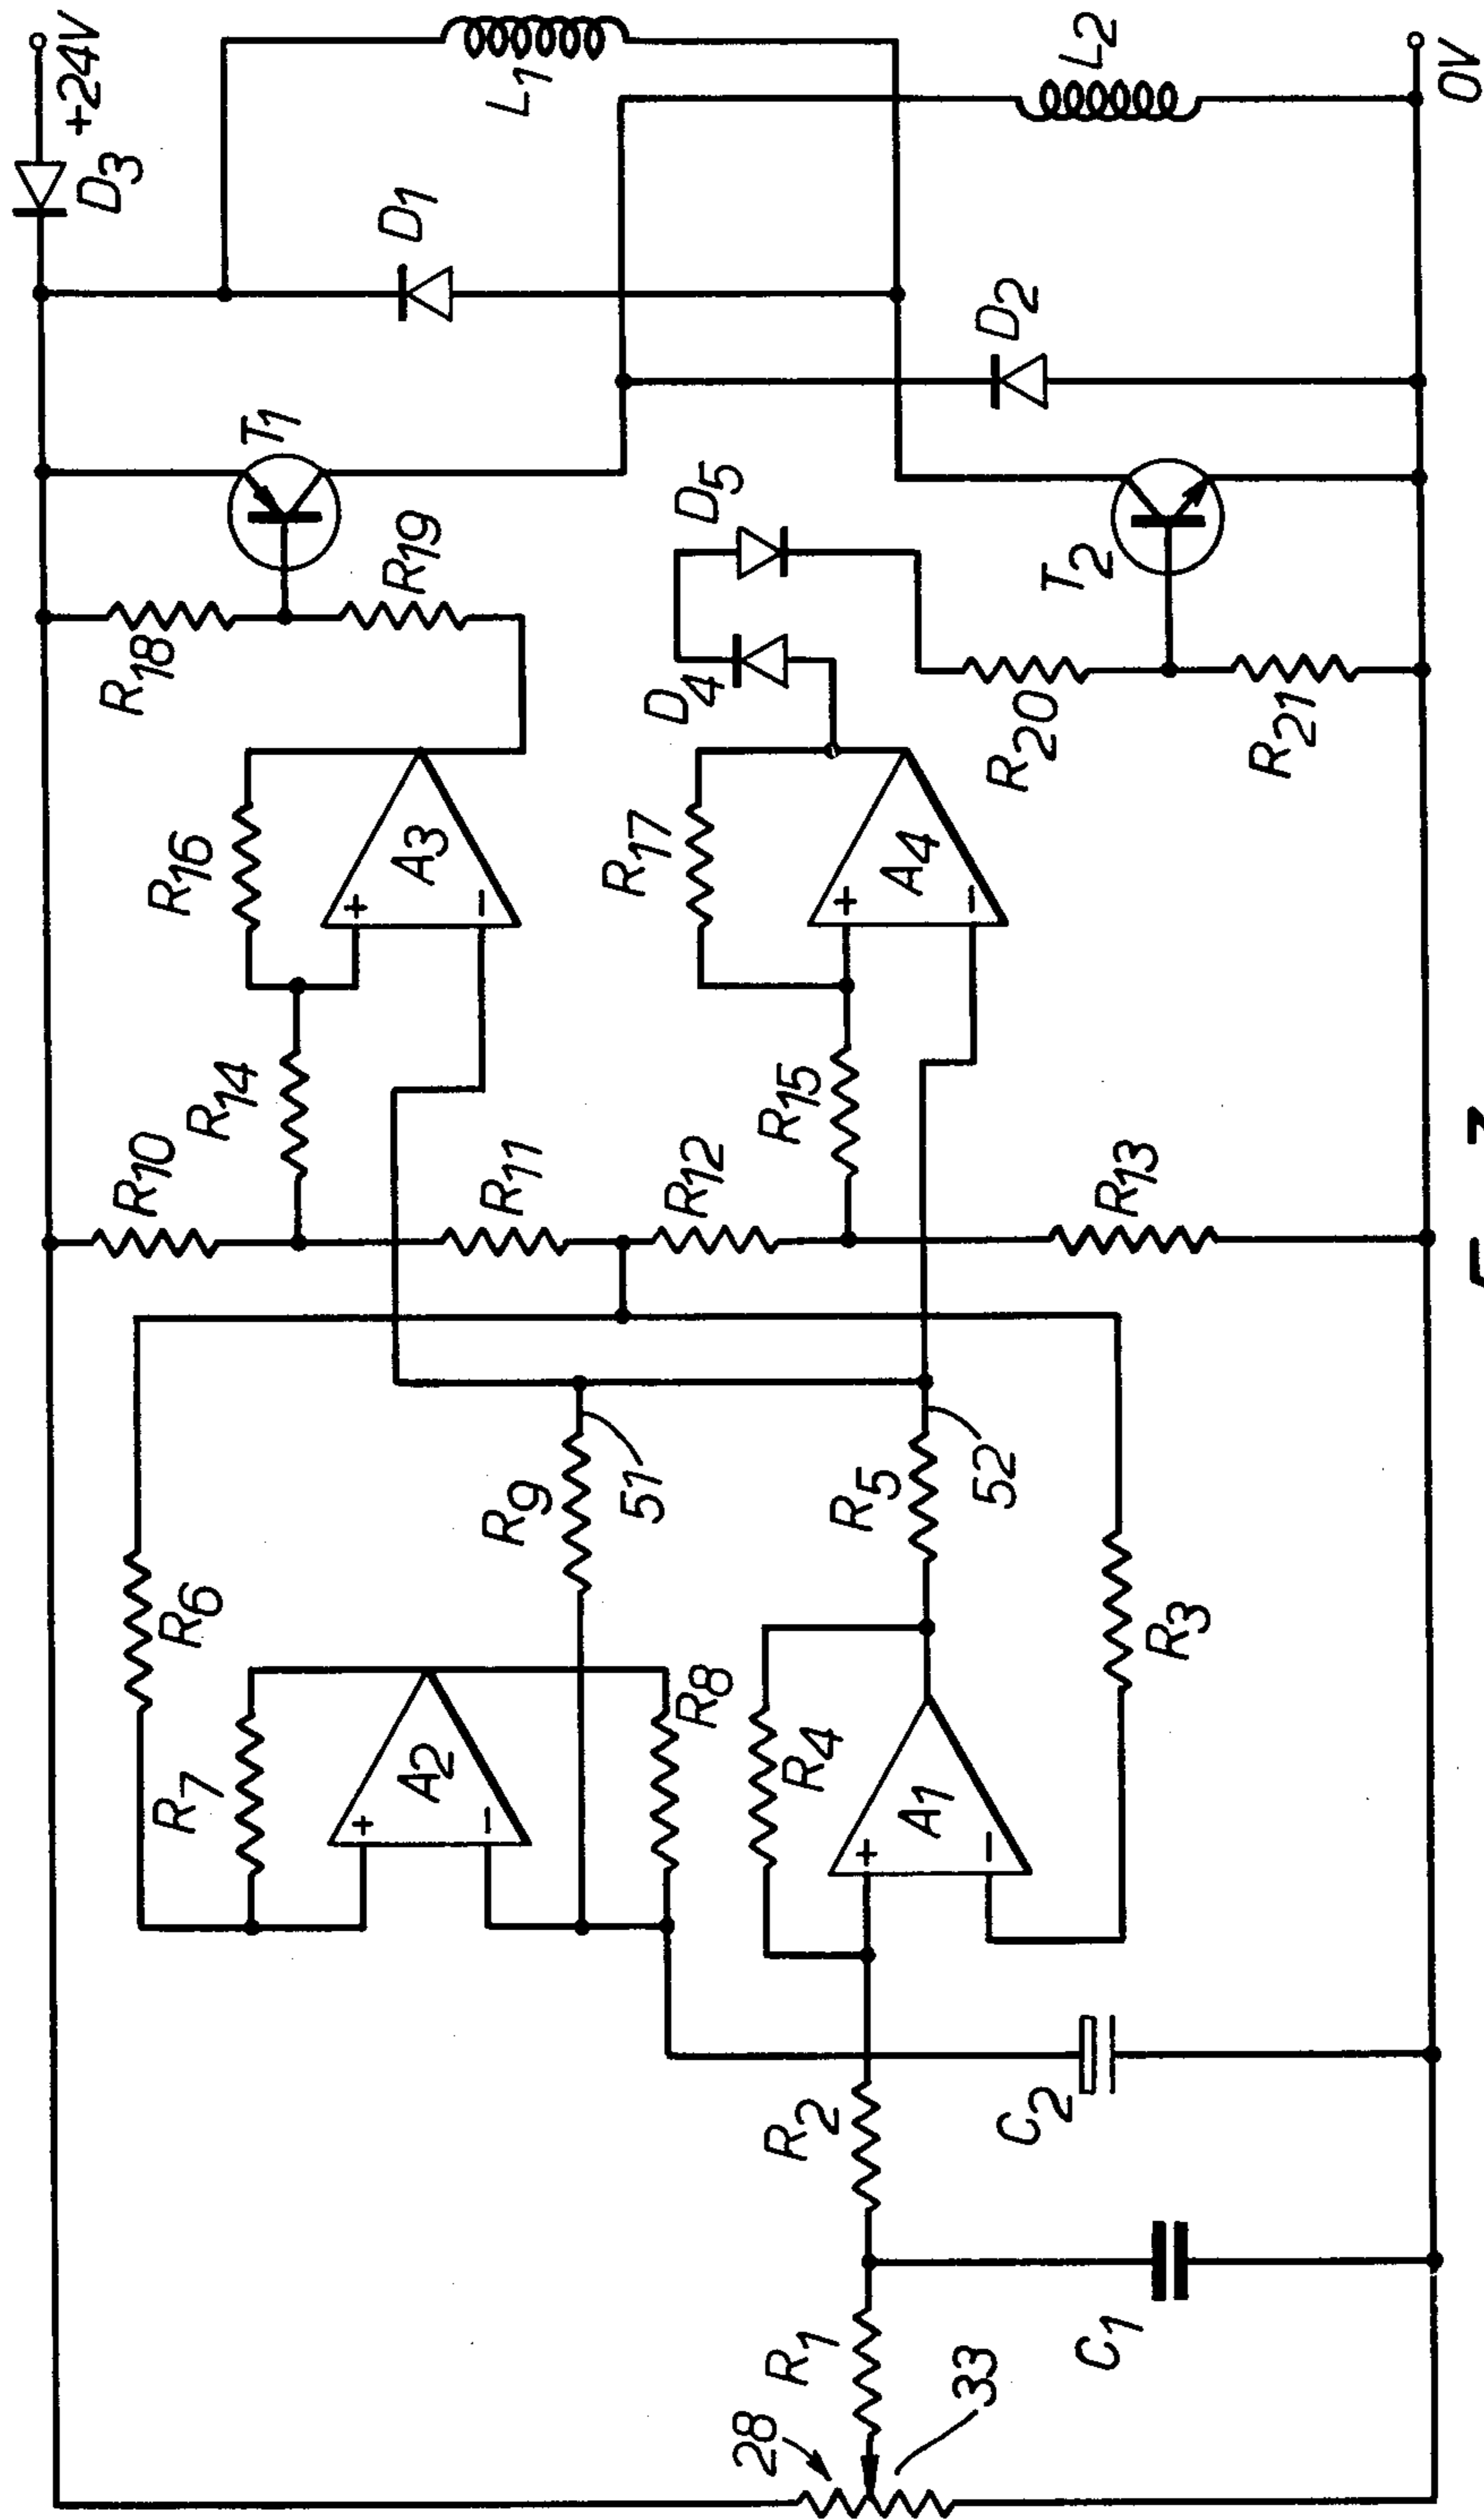 +24V
D3
D1
L1
L2
0V
D2
T1
R18
R19
D5
D4
T2
R20
R21
R16
A3
+
-
R17
A4
+
-
R14
R10
R11
R12
R15
R13
R6
R9
51
R5
52
R7
A2
+
-
R8
R4
A1
+
-
R3
R2
C2
R1
C1
28
33